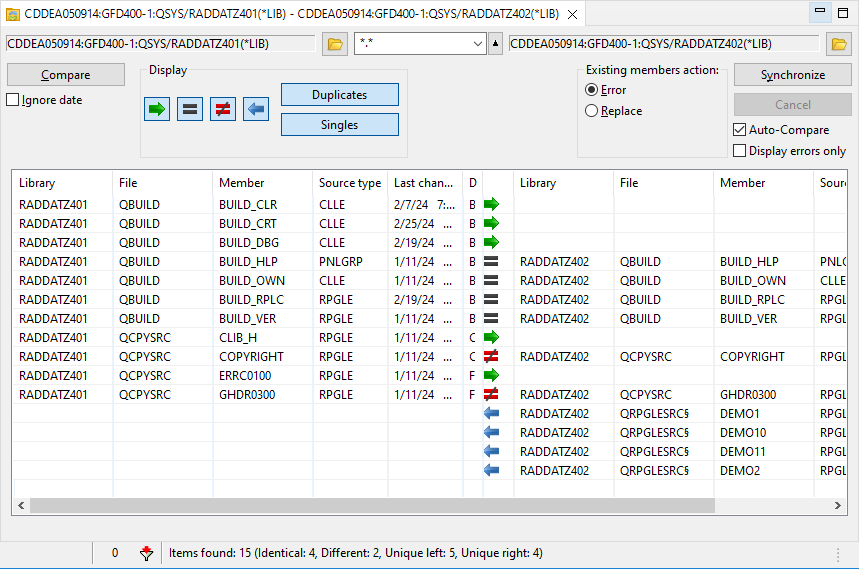 CDDEA050914:GFD400-1:QSYS/RADDATZ401(*LIB) - CDDEA050914:GFD400-1:QSYS/RADDATZ402(*LIB)
CDDEA050914:GFD400-1:QSYS/RADDATZ401(*LIB) *.* CDDEA050914:GFD400-1:QSYS/RADDATZ402(*LIB)
Compare Display Existing members action: Synchronize
Ignore date Duplicates Error Cancel
Singles Replace Auto-Compare
Display errors only
Library File Member Source type Last chan... D Library File Member Sour
RADDATZ401 QBUILD BUILD_CLR CLLE 2/7/24 7:... B
RADDATZ401 QBUILD BUILD_CRT CLLE 2/25/24 ... B
RADDATZ401 QBUILD BUILD_DBG CLLE 2/19/24 ... B
RADDATZ401 QBUILD BUILD_HLP PNLGRP 1/11/24 ... B RADDATZ402 QBUILD BUILD_HLP PNLG
RADDATZ401 QBUILD BUILD_OWN CLLE 1/11/24 ... B RADDATZ402 QBUILD BUILD_OWN CLLE
RADDATZ401 QBUILD BUILD_RPLC RPGLE 2/19/24 ... B RADDATZ402 QBUILD BUILD_RPLC RPGL
RADDATZ401 QBUILD BUILD_VER RPGLE 1/11/24 ... B RADDATZ402 QBUILD BUILD_VER RPGL
RADDATZ401 QCPYSRC CLIB_H RPGLE 1/11/24 ... C
RADDATZ401 QCPYSRC COPYRIGHT RPGLE 1/11/24 ... C RADDATZ402 QCPYSRC COPYRIGHT RPGL
RADDATZ401 QCPYSRC ERRC0100 RPGLE 1/11/24 ... F
RADDATZ401 QCPYSRC GHDR0300 RPGLE 1/11/24 ... F RADDATZ402 QCPYSRC GHDR0300 RPGL
RADDATZ402 QRPGLESRC§ DEMO1 RPGL
RADDATZ402 QRPGLESRC§ DEMO10 RPGL
RADDATZ402 QRPGLESRC§ DEMO11 RPGL
RADDATZ402 QRPGLESRC§ DEMO2 RPGL
0 Items found: 15 (Identical: 4, Different: 2, Unique left: 5, Unique right: 4)